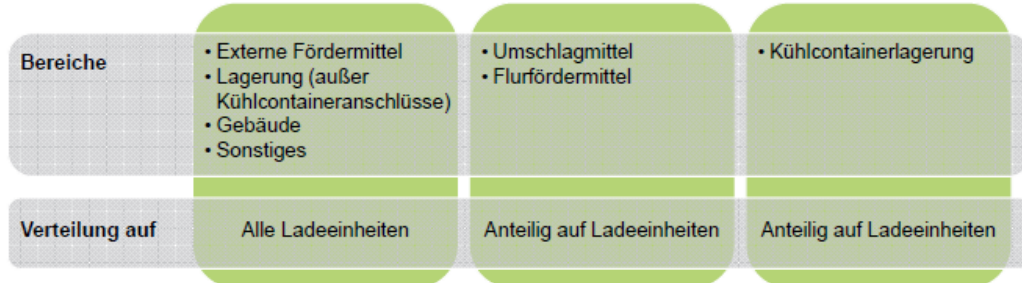 Bereiche
• Externe Fördermittel
• Lagerung (außer
Kühlcontaineranschlüsse)
• Gebäude
• Sonstiges
• Umschlagmittel
• Flurfördermittel
• Kühlcontainerlagerung
Verteilung auf
Alle Ladeeinheiten
Anteilig auf Ladeeinheiten
Anteilig auf Ladeeinheiten